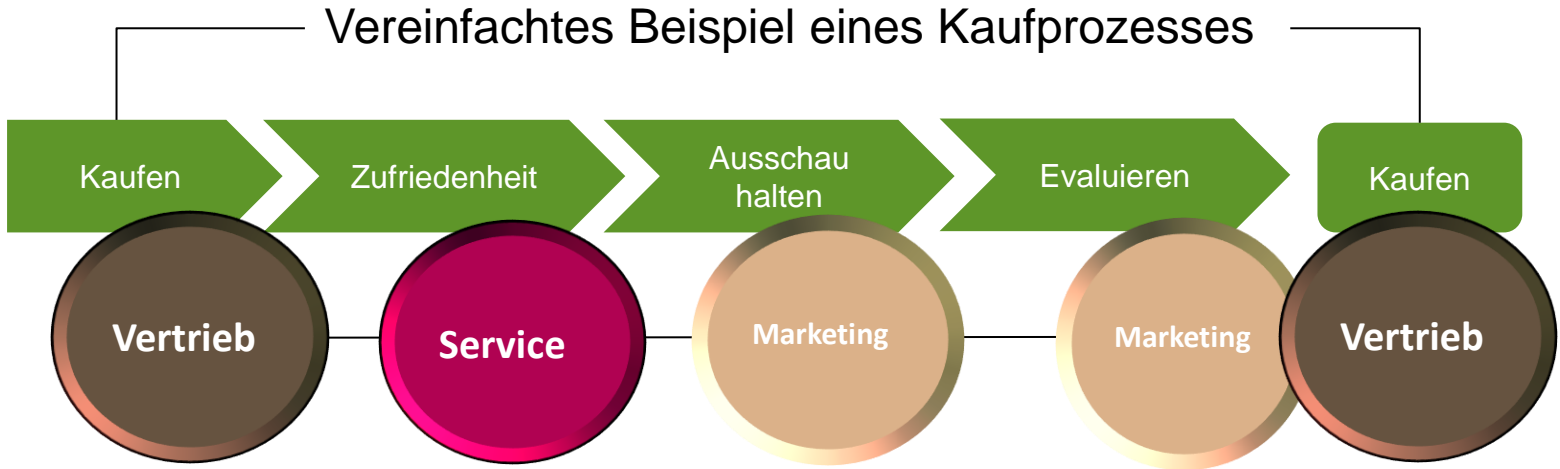 Vereinfachtes Beispiel eines Kaufprozesses
Kaufen
Zufriedenheit
Ausschau
halten
Evaluieren
Kaufen
Vertrieb
Service
Marketing
Marketing
Vertrieb